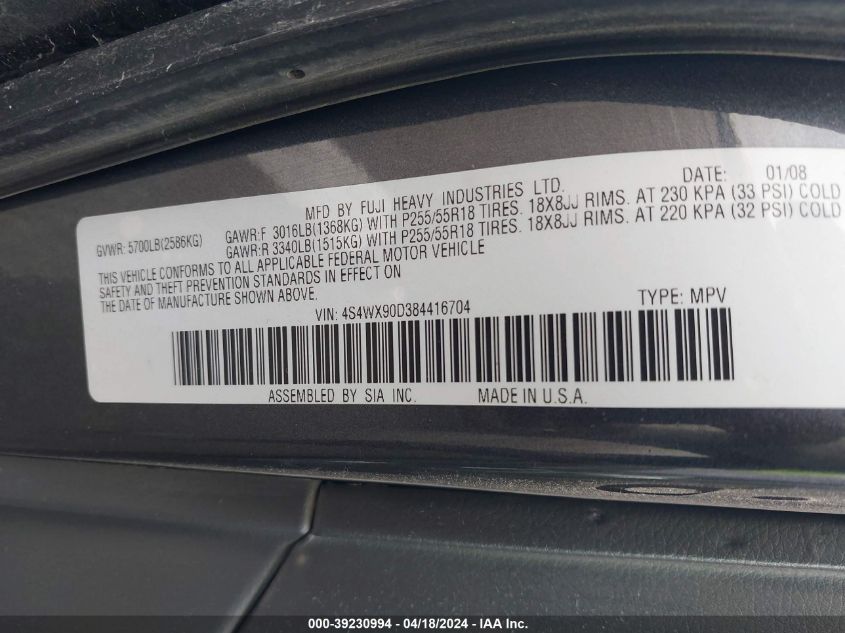 MFD BY FUJI HEAVY INDUSTRIES LTD. DATE: 01/08
GVWR: 5700LB(2586KG) GAWR:F 3016LB(1368KG) WITH P255/55R18 TIRES. 18X8JJ RIMS. AT 230 KPA (33 PSI) COLD
GAWR:R 3340LB(1515KG) WITH P255/55R18 TIRES. 18X8JJ RIMS. AT 220 KPA (32 PSI) COLD
THIS VEHICLE CONFORMS TO ALL APPLICABLE FEDERAL MOTOR VEHICLE
SAFETY AND THEFT PREVENTION STANDARDS IN EFFECT ON
THE DATE OF MANUFACTURE SHOWN ABOVE.
VIN: 4S4WX90D384416704 TYPE: MPV
ASSEMBLED BY SIA INC. MADE IN U.S.A.
000-39230994 - 04/18/2024 - IAA Inc.